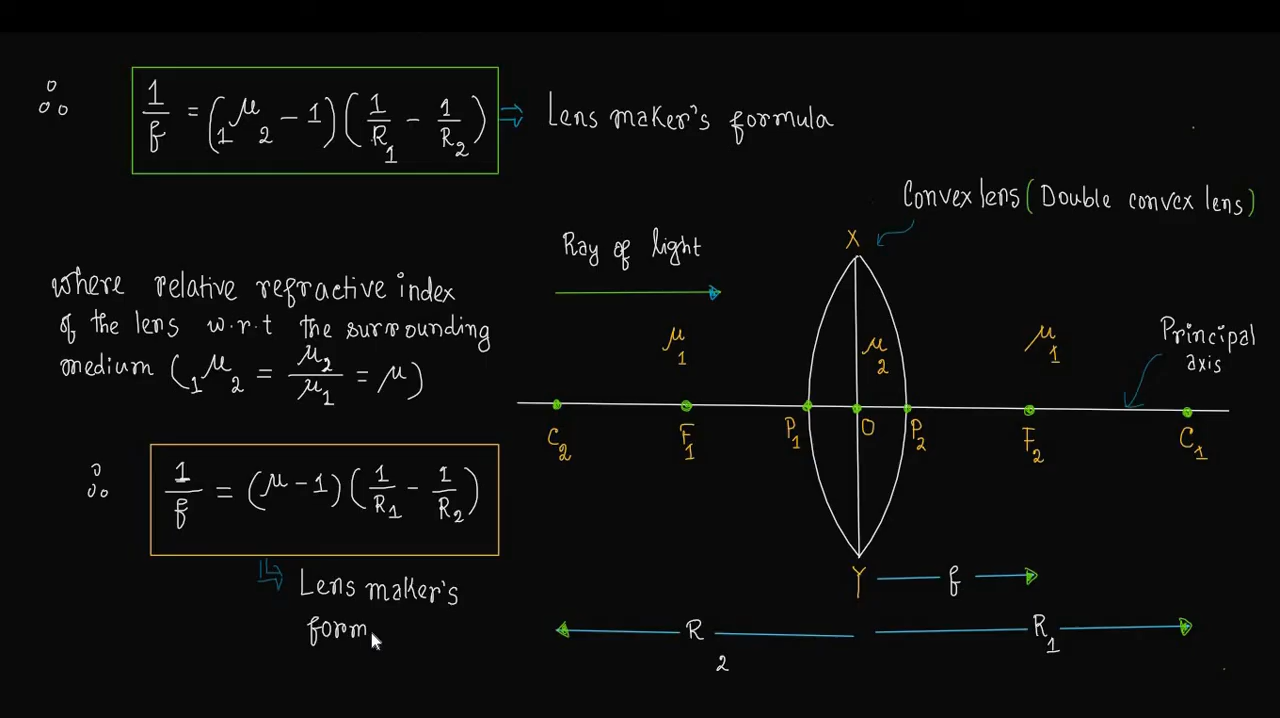 ∴ 1/f = (₁μ₂ - 1)(1/R₁ - 1/R₂) ⇒ Lens maker's formula
Convex lens (Double convex lens)
X
Ray of light
where relative refractive index
of the lens w.r.t the surrounding
medium (₁μ₂ = μ₂/μ₁ = μ)
μ₁ μ₂ μ₁
Principal
axis
C₂ F₁ P₁ O P₂ F₂ C₁
∴ 1/f = (μ - 1)(1/R₁ - 1/R₂)
Lens maker's
form
Y f
R₂ R₁